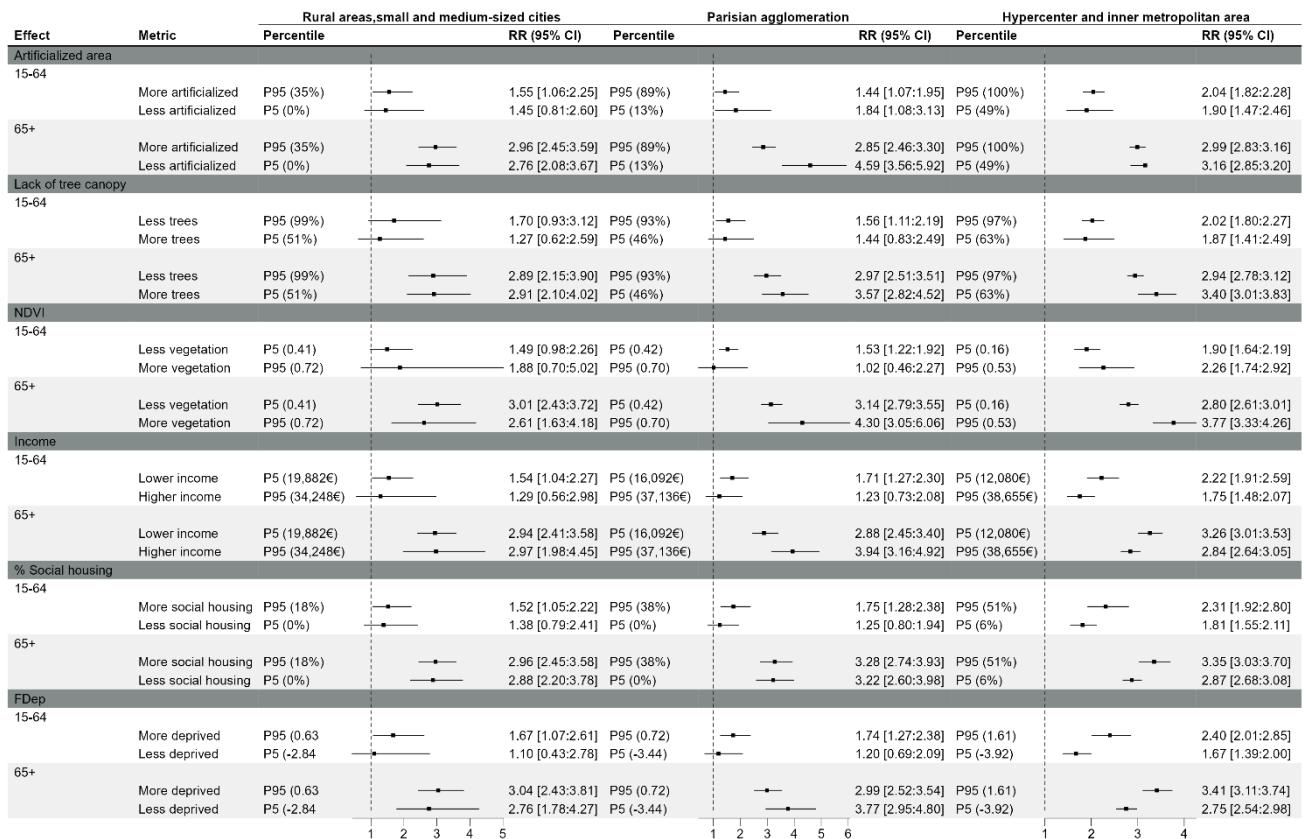 Rural areas,small and medium-sized cities Parisian agglomeration Hypercenter and inner metropolitan area
Effect Metric Percentile RR (95% CI) Percentile RR (95% CI) Percentile RR (95% CI)
Artificialized area
15-64
More artificialized P95 (35%) 1.55 [1.06:2.25] P95 (89%) 1.44 [1.07:1.95] P95 (100%) 2.04 [1.82:2.28]
Less artificialized P5 (0%) 1.45 [0.81:2.60] P5 (13%) 1.84 [1.08:3.13] P5 (49%) 1.90 [1.47:2.46]
65+
More artificialized P95 (35%) 2.96 [2.45:3.59] P95 (89%) 2.85 [2.46:3.30] P95 (100%) 2.99 [2.83:3.16]
Less artificialized P5 (0%) 2.76 [2.08:3.67] P5 (13%) 4.59 [3.56:5.92] P5 (49%) 3.16 [2.85:3.20]
Lack of tree canopy
15-64
Less trees P95 (99%) 1.70 [0.93:3.12] P95 (93%) 1.56 [1.11:2.19] P95 (97%) 2.02 [1.80:2.27]
More trees P5 (51%) 1.27 [0.62:2.59] P5 (46%) 1.44 [0.83:2.49] P5 (63%) 1.87 [1.41:2.49]
65+
Less trees P95 (99%) 2.89 [2.15:3.90] P95 (93%) 2.97 [2.51:3.51] P95 (97%) 2.94 [2.78:3.12]
More trees P5 (51%) 2.91 [2.10:4.02] P5 (46%) 3.57 [2.82:4.52] P5 (63%) 3.40 [3.01:3.83]
NDVI
15-64
Less vegetation P5 (0.41) 1.49 [0.98:2.26] P5 (0.42) 1.53 [1.22:1.92] P5 (0.16) 1.90 [1.64:2.19]
More vegetation P95 (0.72) 1.88 [0.70:5.02] P95 (0.70) 1.02 [0.46:2.27] P95 (0.53) 2.26 [1.74:2.92]
65+
Less vegetation P5 (0.41) 3.01 [2.43:3.72] P5 (0.42) 3.14 [2.79:3.55] P5 (0.16) 2.80 [2.61:3.01]
More vegetation P95 (0.72) 2.61 [1.63:4.18] P95 (0.70) 4.30 [3.05:6.06] P95 (0.53) 3.77 [3.33:4.26]
Income
15-64
Lower income P5 (19,882€) 1.54 [1.04:2.27] P5 (16,092€) 1.71 [1.27:2.30] P5 (12,080€) 2.22 [1.91:2.59]
Higher income P95 (34,248€) 1.29 [0.56:2.98] P95 (37,136€) 1.23 [0.73:2.08] P95 (38,655€) 1.75 [1.48:2.07]
65+
Lower income P5 (19,882€) 2.94 [2.41:3.58] P5 (16,092€) 2.88 [2.45:3.40] P5 (12,080€) 3.26 [3.01:3.53]
Higher income P95 (34,248€) 2.97 [1.98:4.45] P95 (37,136€) 3.94 [3.16:4.92] P95 (38,655€) 2.84 [2.64:3.05]
% Social housing
15-64
More social housing P95 (18%) 1.52 [1.05:2.22] P95 (38%) 1.75 [1.28:2.38] P95 (51%) 2.31 [1.92:2.80]
Less social housing P5 (0%) 1.38 [0.79:2.41] P5 (0%) 1.25 [0.80:1.94] P5 (6%) 1.81 [1.55:2.11]
65+
More social housing P95 (18%) 2.96 [2.45:3.58] P95 (38%) 3.28 [2.74:3.93] P95 (51%) 3.35 [3.03:3.70]
Less social housing P5 (0%) 2.88 [2.20:3.78] P5 (0%) 3.22 [2.60:3.98] P5 (6%) 2.87 [2.68:3.08]
FDep
15-64
More deprived P95 (0.63 1.67 [1.07:2.61] P95 (0.72) 1.74 [1.27:2.38] P95 (1.61) 2.40 [2.01:2.85]
Less deprived P5 (-2.84 1.10 [0.43:2.78] P5 (-3.44) 1.20 [0.69:2.09] P5 (-3.92) 1.67 [1.39:2.00]
65+
More deprived P95 (0.63 3.04 [2.43:3.81] P95 (0.72) 2.99 [2.52:3.54] P95 (1.61) 3.41 [3.11:3.74]
Less deprived P5 (-2.84 2.76 [1.78:4.27] P5 (-3.44) 3.77 [2.95:4.80] P5 (-3.92) 2.75 [2.54:2.98]
1 2 3 4 5 1 2 3 4 5 6 1 2 3 4